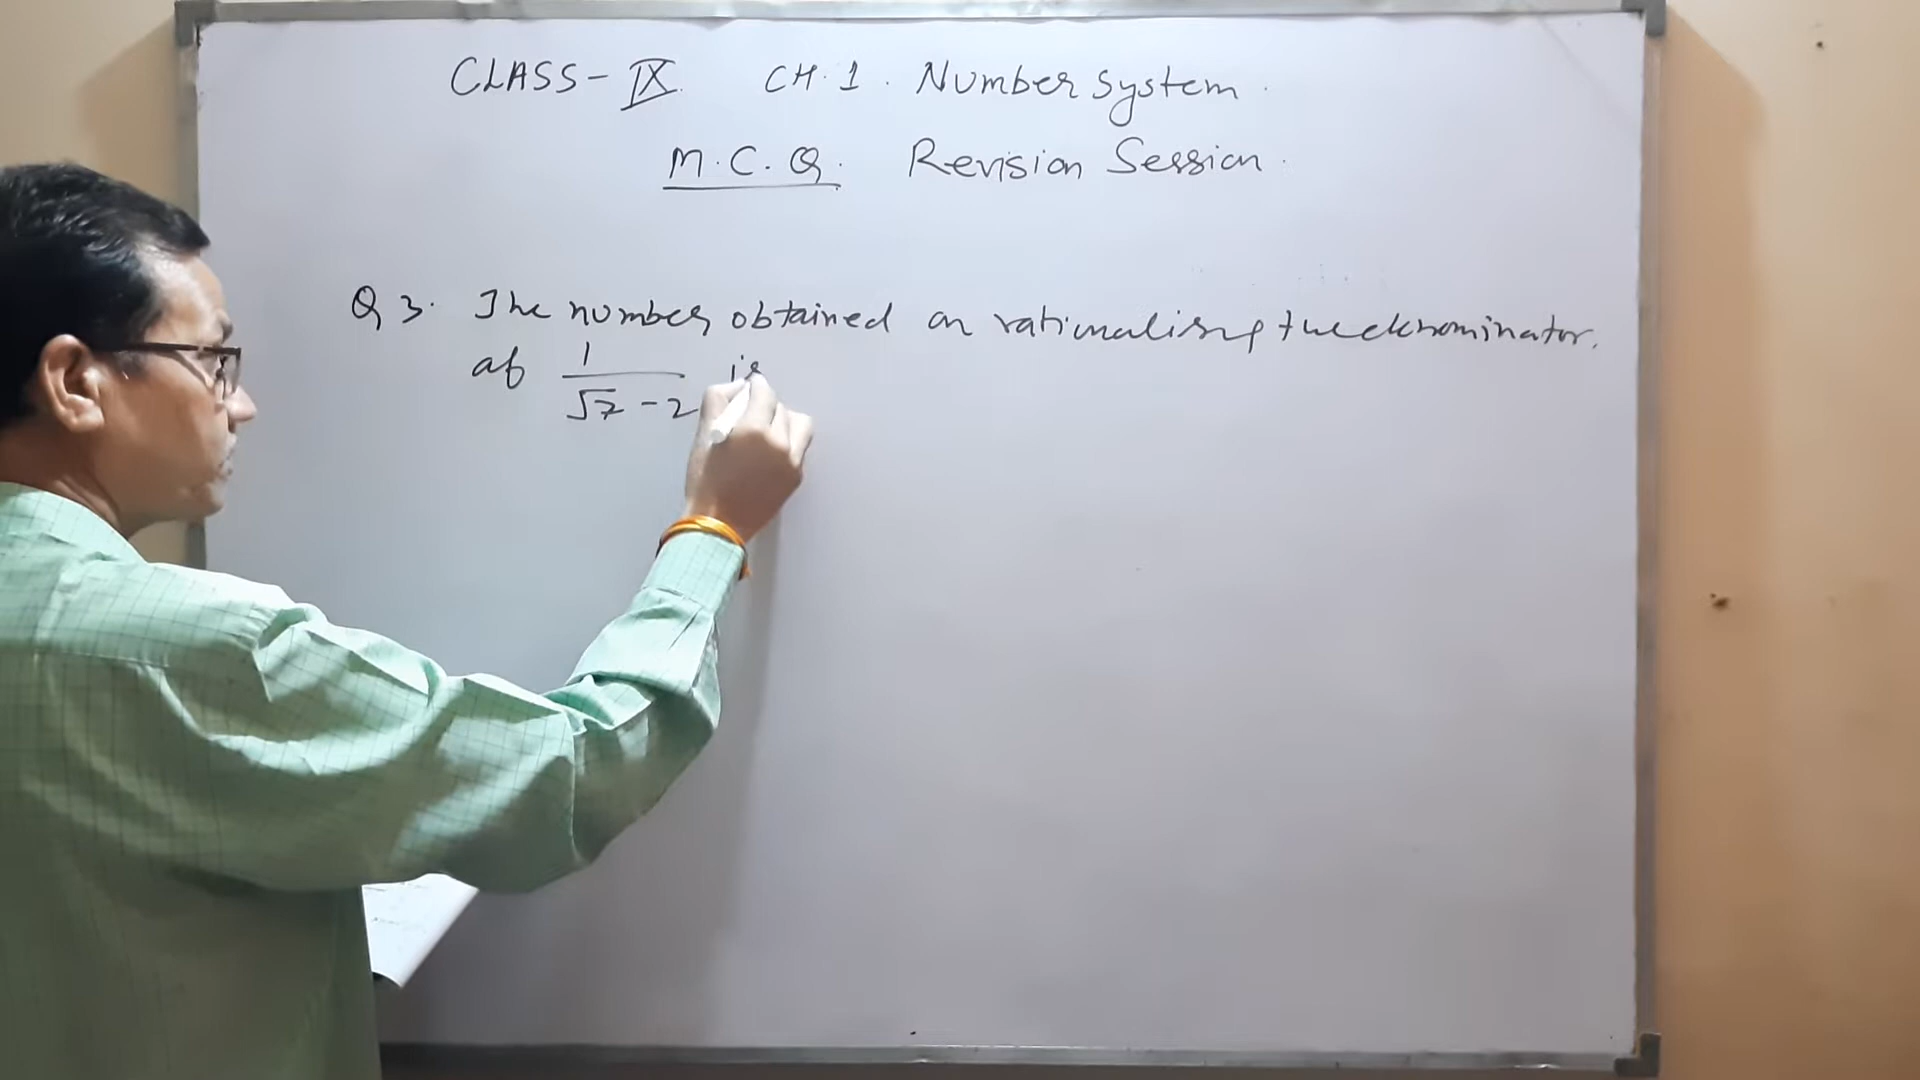 CLASS - IX. CH. 1. Number System.
M.C.Q. Revision Session.
Q 3. The number obtained on rationalising the denominator.
of 1/(√7 - 2) is